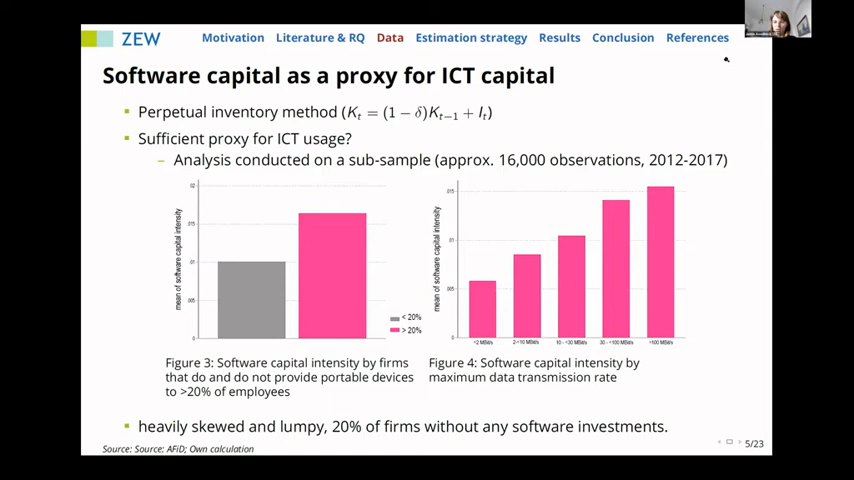 ZEW
Motivation Literature & RQ Data Estimation strategy Results Conclusion References
Software capital as a proxy for ICT capital
Perpetual inventory method (Kₜ = (1 − δ)Kₜ₋₁ + Iₜ)
Sufficient proxy for ICT usage?
– Analysis conducted on a sub-sample (approx. 16,000 observations, 2012-2017)
mean of software capital intensity
.02
.015
.01
.005
0
< 20%
> 20%
mean of software capital intensity
.015
.01
.005
0
<2 MBit/s 2-<10 MBit/s 10 - <30 MBit/s 30 - <100 MBit/s >100 MBit/s
Figure 3: Software capital intensity by firms
that do and do not provide portable devices
to >20% of employees
Figure 4: Software capital intensity by
maximum data transmission rate
heavily skewed and lumpy, 20% of firms without any software investments.
Source: Source: AFiD; Own calculation
5/23